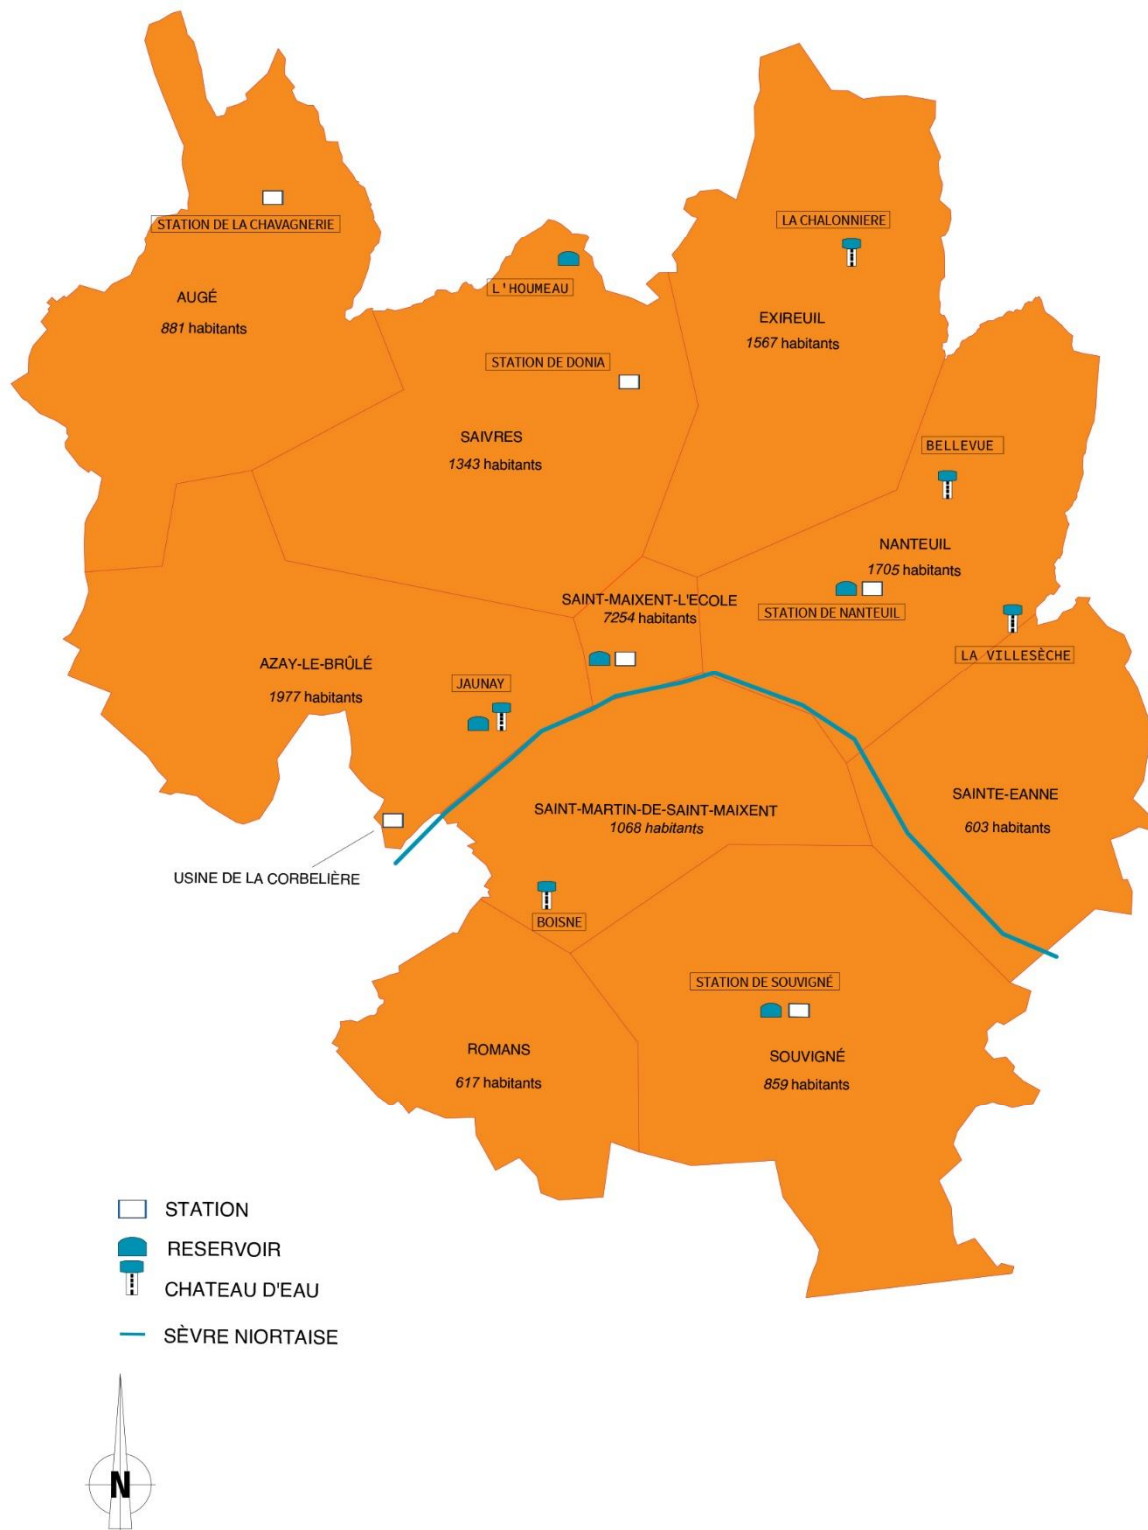 STATION DE LA CHAVAGNERIE
LA CHALONNIERE
L'HOUMEAU
AUGÉ
881 habitants
EXIREUIL
1567 habitants
STATION DE DONIA
SAIVRES
1343 habitants
BELLEVUE
NANTEUIL
1705 habitants
SAINT-MAIXENT-L'ECOLE
7254 habitants
STATION DE NANTEUIL
LA VILLESÈCHE
AZAY-LE-BRÛLÉ
1977 habitants
JAUNAY
SAINT-MARTIN-DE-SAINT-MAIXENT
1068 habitants
SAINTE-EANNE
603 habitants
USINE DE LA CORBELIÈRE
BOISNE
STATION DE SOUVIGNÉ
ROMANS
617 habitants
SOUVIGNÉ
859 habitants
STATION
RESERVOIR
CHATEAU D'EAU
SÈVRE NIORTAISE
N